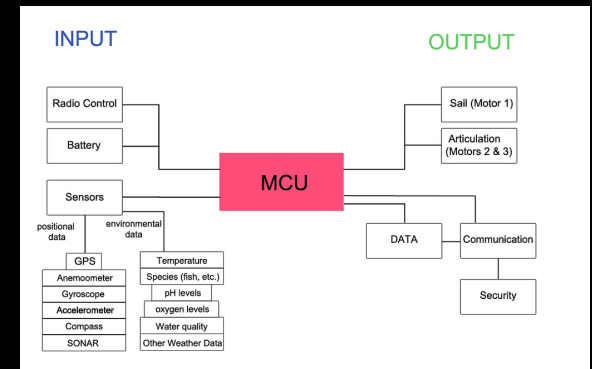 INPUT
OUTPUT
Radio Control
Battery
Sensors
positional
data
environmental
data
GPS
Anemoometer
Gyroscope
Accelerometer
Compass
SONAR
Temperature
Species (fish, etc.)
pH levels
oxygen levels
Water quality
Other Weather Data
MCU
Sail (Motor 1)
Articulation
(Motors 2 & 3)
DATA
Communication
Security